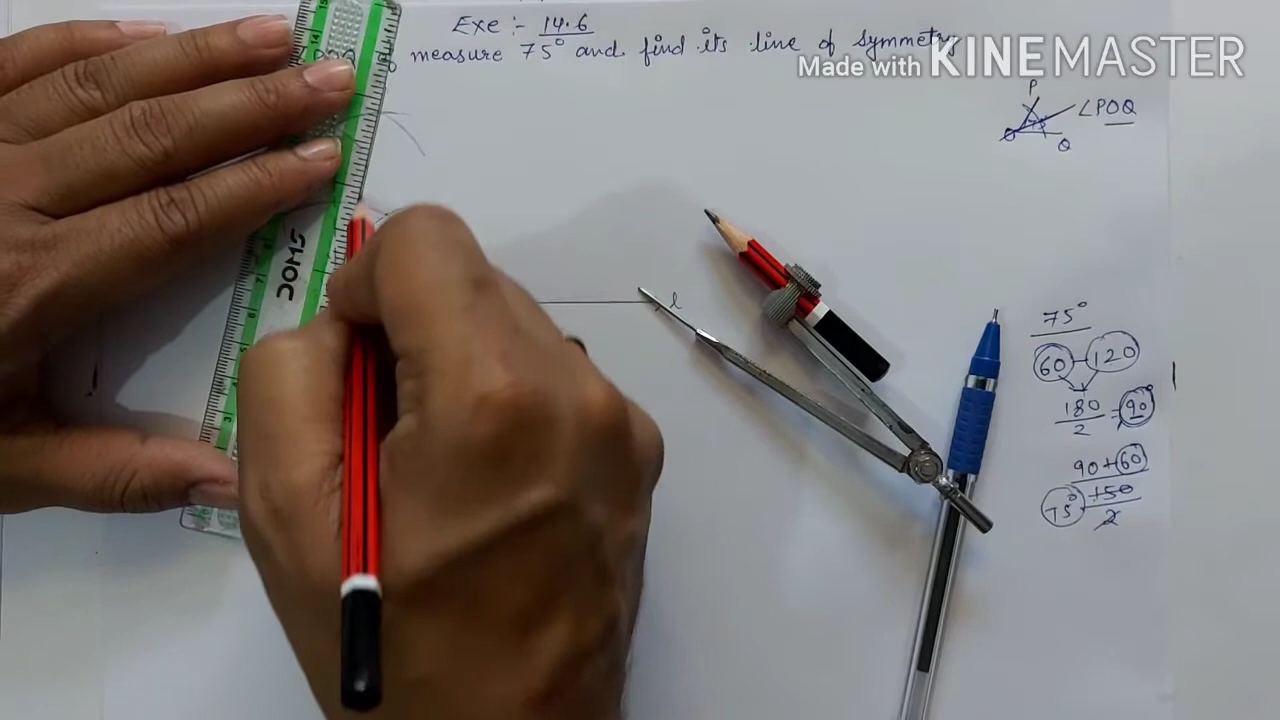 Exe :- 14.6
measure 75° and find its line of symmetry
Made with KINEMASTER
P
∠POQ
O
Q
DOMS
l
75°
60 - 120
180/2 = 90°
90 + 60
75°
150/2